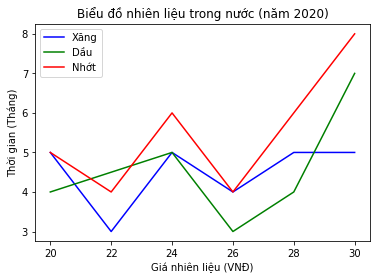 Biểu đồ nhiên liệu trong nước (năm 2020)
Xăng
Dầu
Nhớt
Thời gian (Tháng)
8
7
6
5
4
3
20 22 24 26 28 30
Giá nhiên liệu (VNĐ)